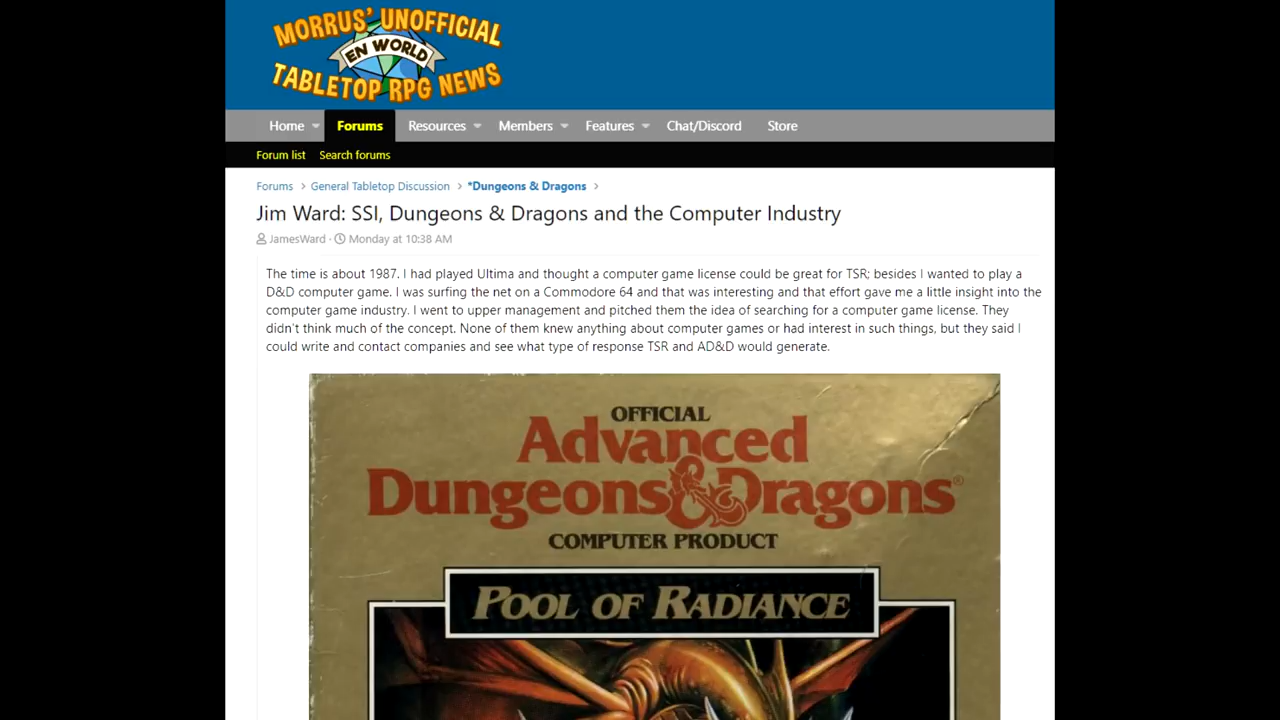 MORRUS' UNOFFICIAL
EN WORLD
TABLETOP RPG NEWS
Home Forums Resources Members Features Chat/Discord Store
Forum list Search forums
Forums > General Tabletop Discussion > *Dungeons & Dragons >
Jim Ward: SSI, Dungeons & Dragons and the Computer Industry
JamesWard · Monday at 10:38 AM
The time is about 1987. I had played Ultima and thought a computer game license could be great for TSR; besides I wanted to play a
D&D computer game. I was surfing the net on a Commodore 64 and that was interesting and that effort gave me a little insight into the
computer game industry. I went to upper management and pitched them the idea of searching for a computer game license. They
didn't think much of the concept. None of them knew anything about computer games or had interest in such things, but they said I
could write and contact companies and see what type of response TSR and AD&D would generate.
OFFICIAL
Advanced
Dungeons & Dragons®
COMPUTER PRODUCT
POOL OF RADIANCE